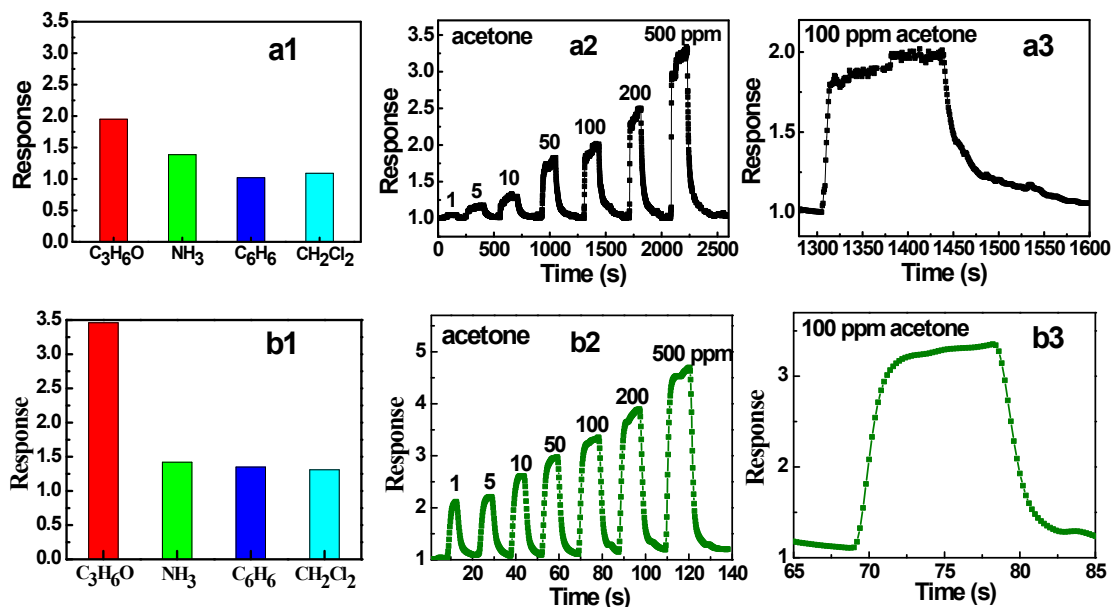 a1
Response
3.5
3.0
2.5
2.0
1.5
1.0
0.5
0.0
C3H6O NH3 C6H6 CH2Cl2
acetone a2 500 ppm
Response
3.5
3.0
2.5
2.0
1.5
1.0
1 5 10 50 100 200
0 500 1000 1500 2000 2500
Time (s)
100 ppm acetone a3
Response
2.0
1.5
1.0
1300 1350 1400 1450 1500 1550 1600
Time (s)
b1
Response
3.5
3.0
2.5
2.0
1.5
1.0
0.5
0.0
C3H6O NH3 C6H6 CH2Cl2
acetone b2 500 ppm
Response
5
4
3
2
1
1 5 10 50 100 200
0 20 40 60 80 100 120 140
Time (s)
100 ppm acetone b3
Response
3
2
1
65 70 75 80 85
Time (s)